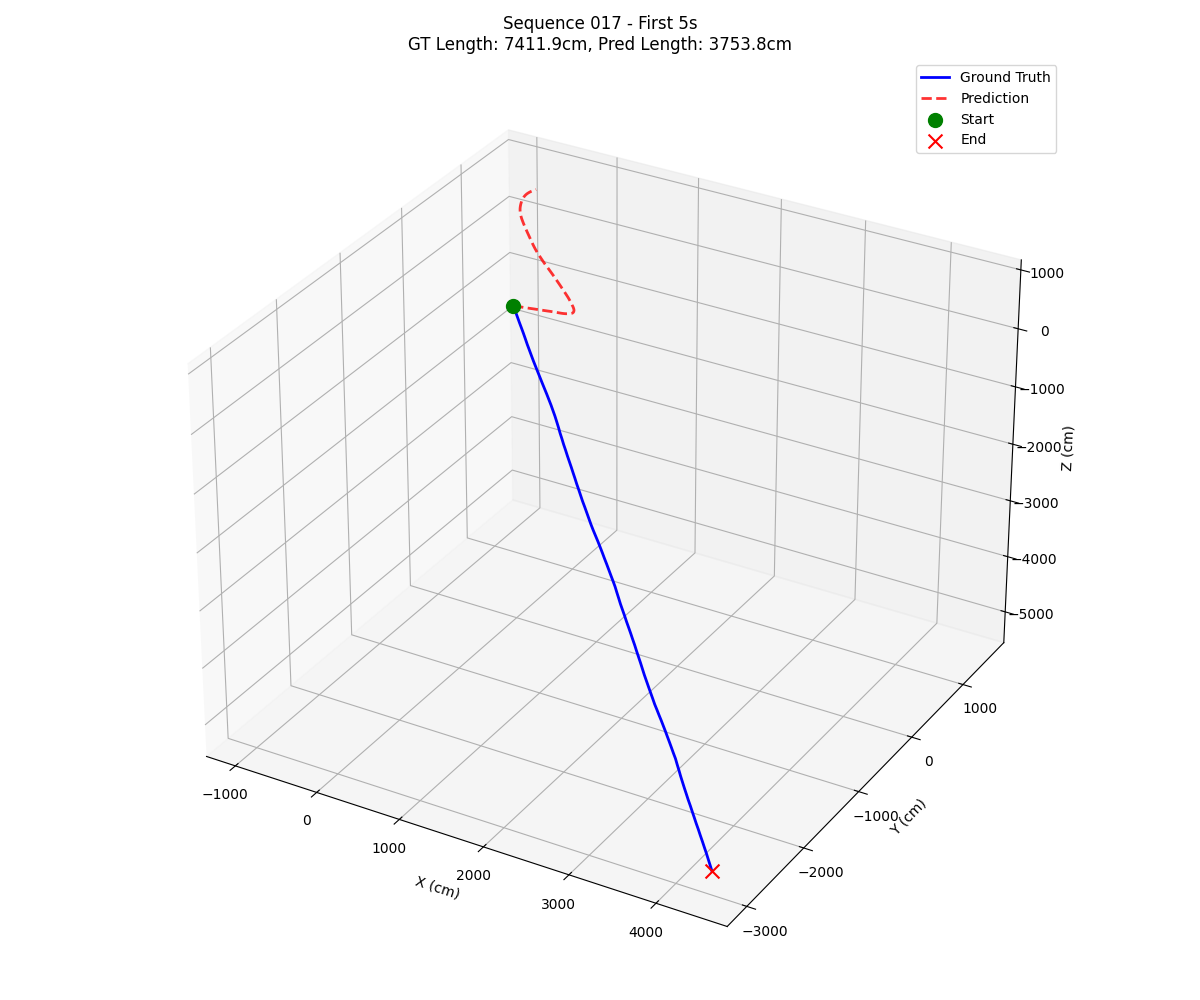 Sequence 017 - First 5s
GT Length: 7411.9cm, Pred Length: 3753.8cm
Ground Truth
Prediction
Start
End
1000
0
−1000
−2000
−3000
−4000
−5000
Z (cm)
1000
0
−1000
−2000
−3000
Y (cm)
−1000
0
1000
2000
3000
4000
X (cm)